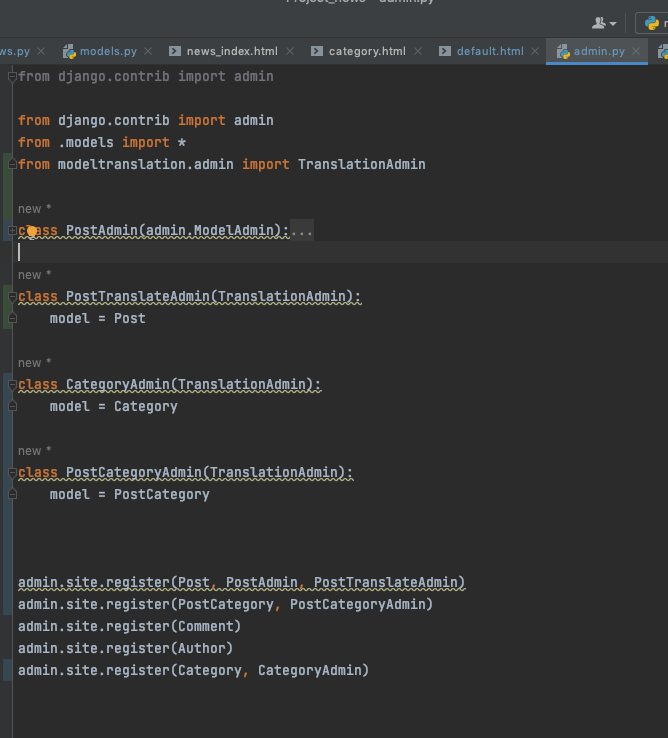 Project_news – admin.py
ws.py × models.py × news_index.html × category.html × default.html × admin.py ×
from django.contrib import admin
from django.contrib import admin
from .models import *
from modeltranslation.admin import TranslationAdmin
new *
class PostAdmin(admin.ModelAdmin):...
new *
class PostTranslateAdmin(TranslationAdmin):
model = Post
new *
class CategoryAdmin(TranslationAdmin):
model = Category
new *
class PostCategoryAdmin(TranslationAdmin):
model = PostCategory
admin.site.register(Post, PostAdmin, PostTranslateAdmin)
admin.site.register(PostCategory, PostCategoryAdmin)
admin.site.register(Comment)
admin.site.register(Author)
admin.site.register(Category, CategoryAdmin)